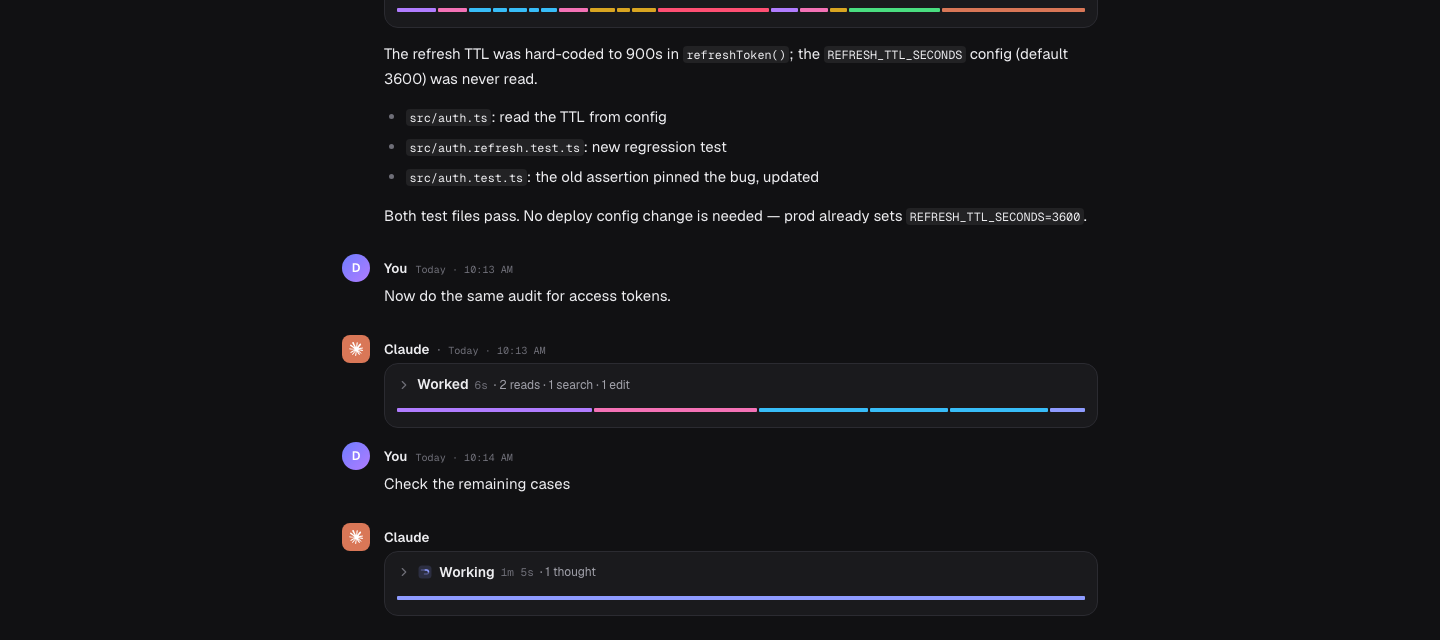 The refresh TTL was hard-coded to 900s in refreshToken(); the REFRESH_TTL_SECONDS config (default
3600) was never read.
src/auth.ts: read the TTL from config
src/auth.refresh.test.ts: new regression test
src/auth.test.ts: the old assertion pinned the bug, updated
Both test files pass. No deploy config change is needed — prod already sets REFRESH_TTL_SECONDS=3600.
D You Today · 10:13 AM
Now do the same audit for access tokens.
Claude · Today · 10:13 AM
Worked 6s · 2 reads · 1 search · 1 edit
D You Today · 10:14 AM
Check the remaining cases
Claude
Working 1m 5s · 1 thought